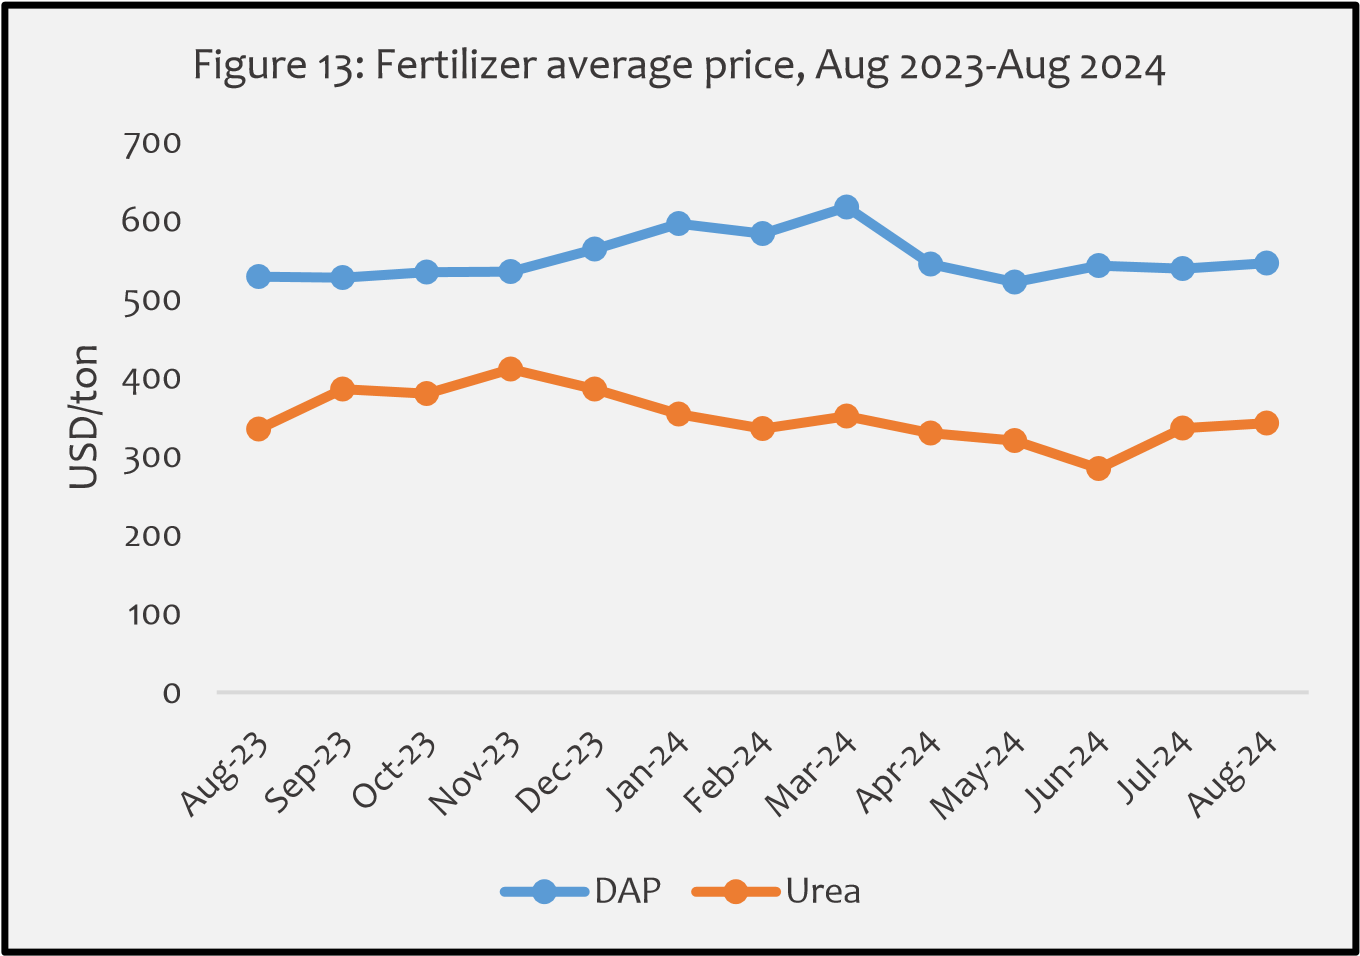 Figure 13: Fertilizer average price, Aug 2023-Aug 2024
700
600
500
400
300
200
100
0
USD/ton
Aug-23
Sep-23
Oct-23
Nov-23
Dec-23
Jan-24
Feb-24
Mar-24
Apr-24
May-24
Jun-24
Jul-24
Aug-24
DAP
Urea